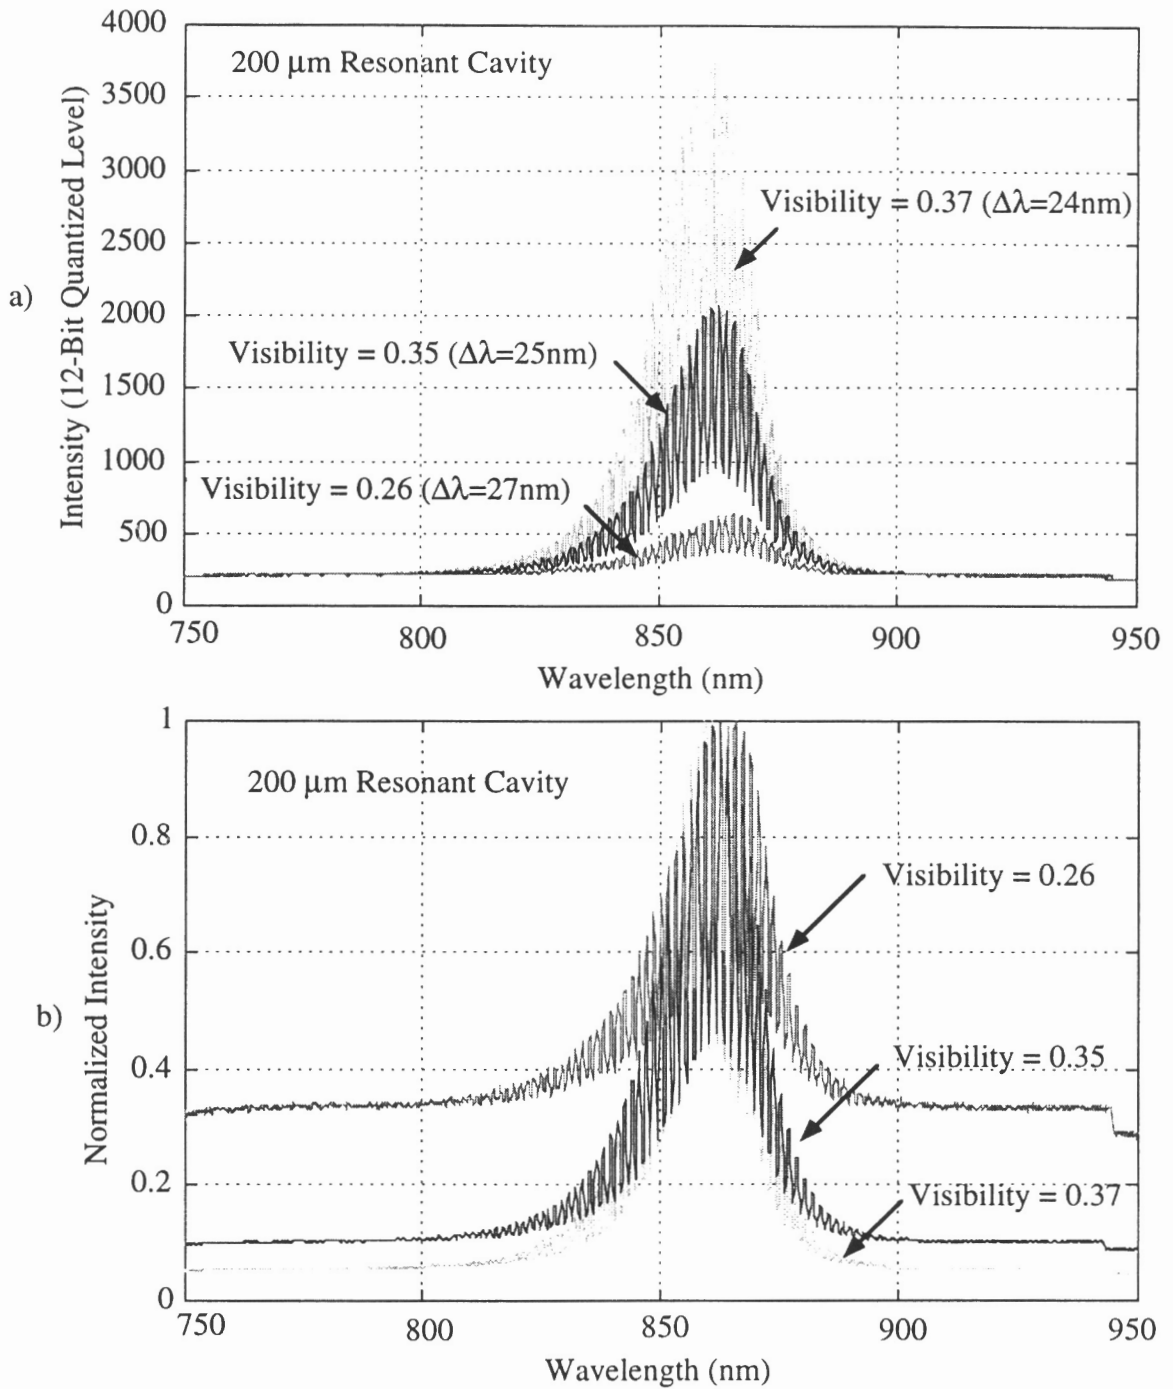 a)
Intensity (12-Bit Quantized Level)
4000
3500
3000
2500
2000
1500
1000
500
0
200 μm Resonant Cavity
Visibility = 0.37 (Δλ=24nm)
Visibility = 0.35 (Δλ=25nm)
Visibility = 0.26 (Δλ=27nm)
750 800 850 900 950
Wavelength (nm)
b)
Normalized Intensity
1
0.8
0.6
0.4
0.2
0
200 μm Resonant Cavity
Visibility = 0.26
Visibility = 0.35
Visibility = 0.37
750 800 850 900 950
Wavelength (nm)